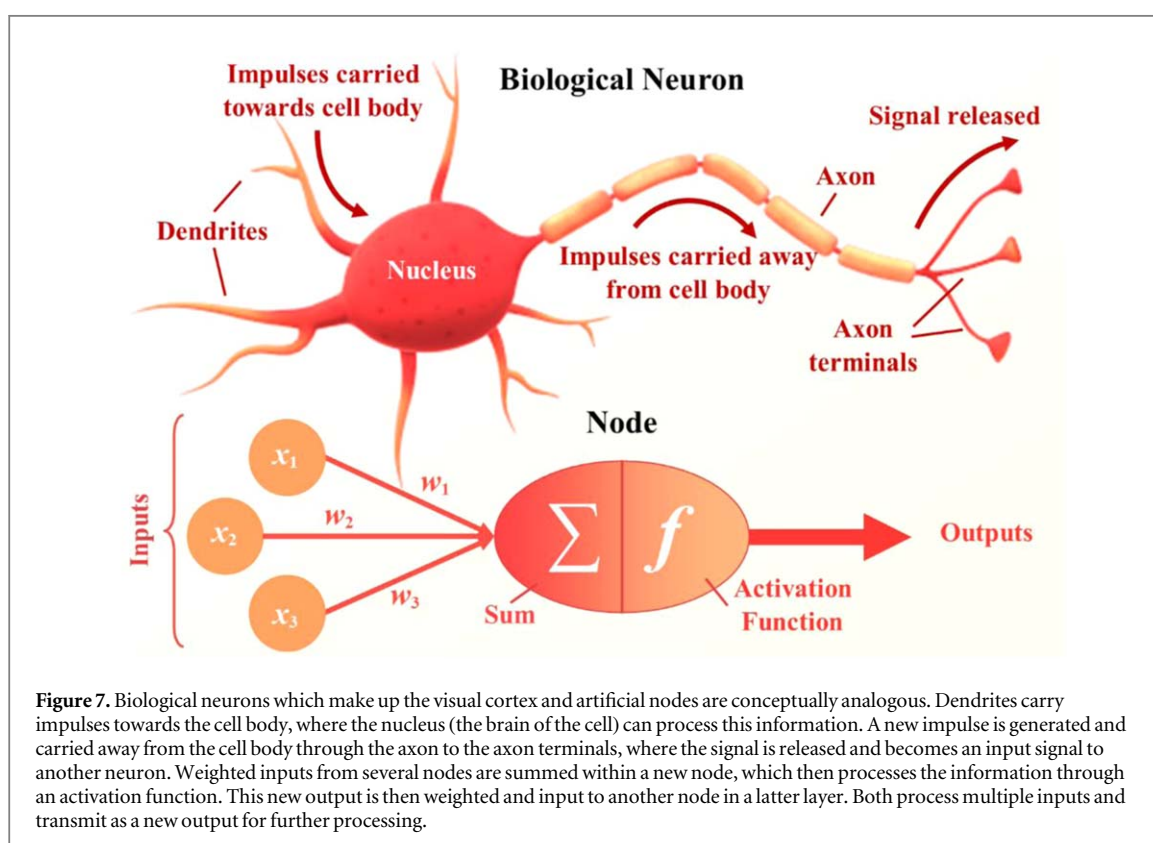 Biological Neuron
Impulses carried
towards cell body
Signal released
Axon
Dendrites
Nucleus
Impulses carried away
from cell body
Axon
terminals
Node
Inputs
x₁
x₂
x₃
w₁
w₂
w₃
∑
f
Sum
Activation
Function
Outputs
Figure 7. Biological neurons which make up the visual cortex and artificial nodes are conceptually analogous. Dendrites carry
impulses towards the cell body, where the nucleus (the brain of the cell) can process this information. A new impulse is generated and
carried away from the cell body through the axon to the axon terminals, where the signal is released and becomes an input signal to
another neuron. Weighted inputs from several nodes are summed within a new node, which then processes the information through
an activation function. This new output is then weighted and input to another node in a latter layer. Both process multiple inputs and
transmit as a new output for further processing.